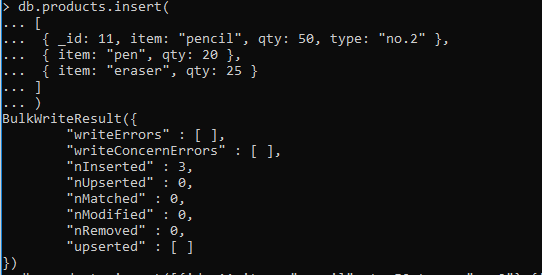 > db.products.insert(
... [
...  { _id: 11, item: "pencil", qty: 50, type: "no.2" },
...  { item: "pen", qty: 20 },
...  { item: "eraser", qty: 25 }
... ]
... )
BulkWriteResult({
        "writeErrors" : [ ],
        "writeConcernErrors" : [ ],
        "nInserted" : 3,
        "nUpserted" : 0,
        "nMatched" : 0,
        "nModified" : 0,
        "nRemoved" : 0,
        "upserted" : [ ]
})